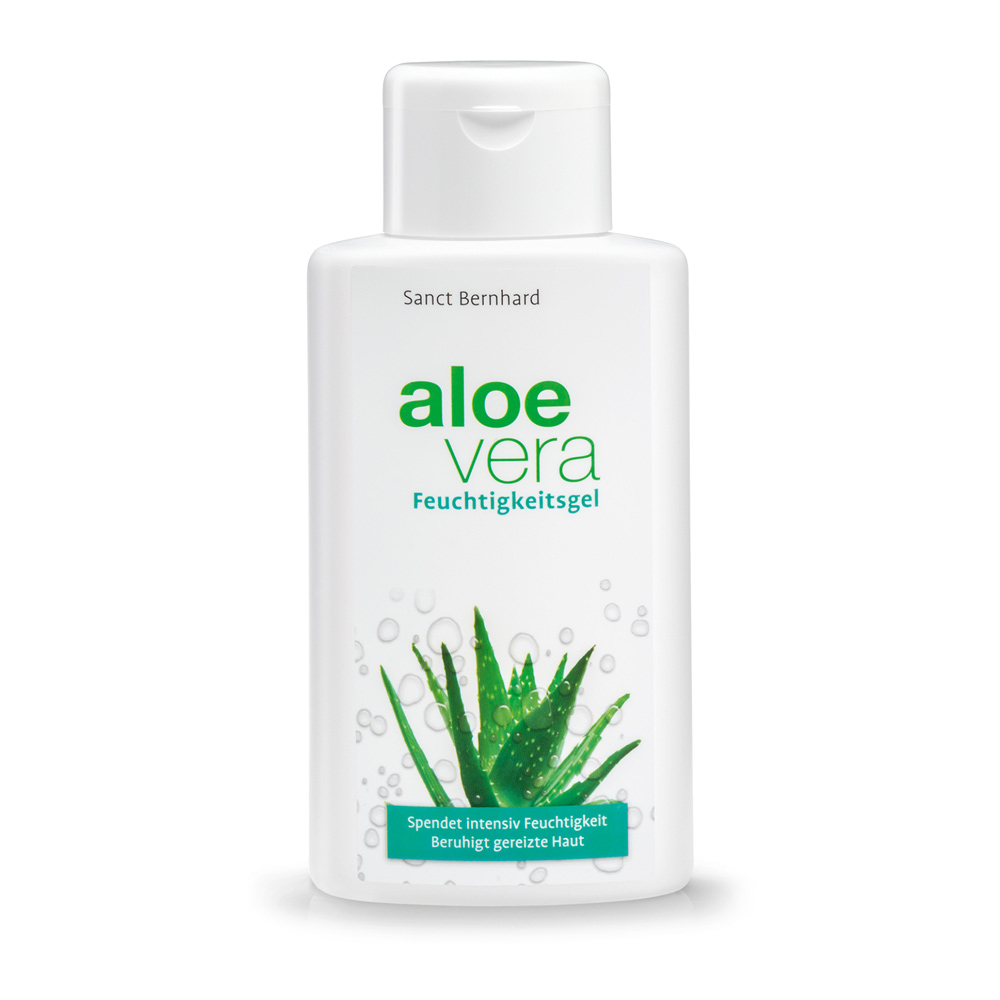 Sanct Bernhard
aloe
vera
Feuchtigkeitsgel
Spendet intensiv Feuchtigkeit
Beruhigt gereizte Haut